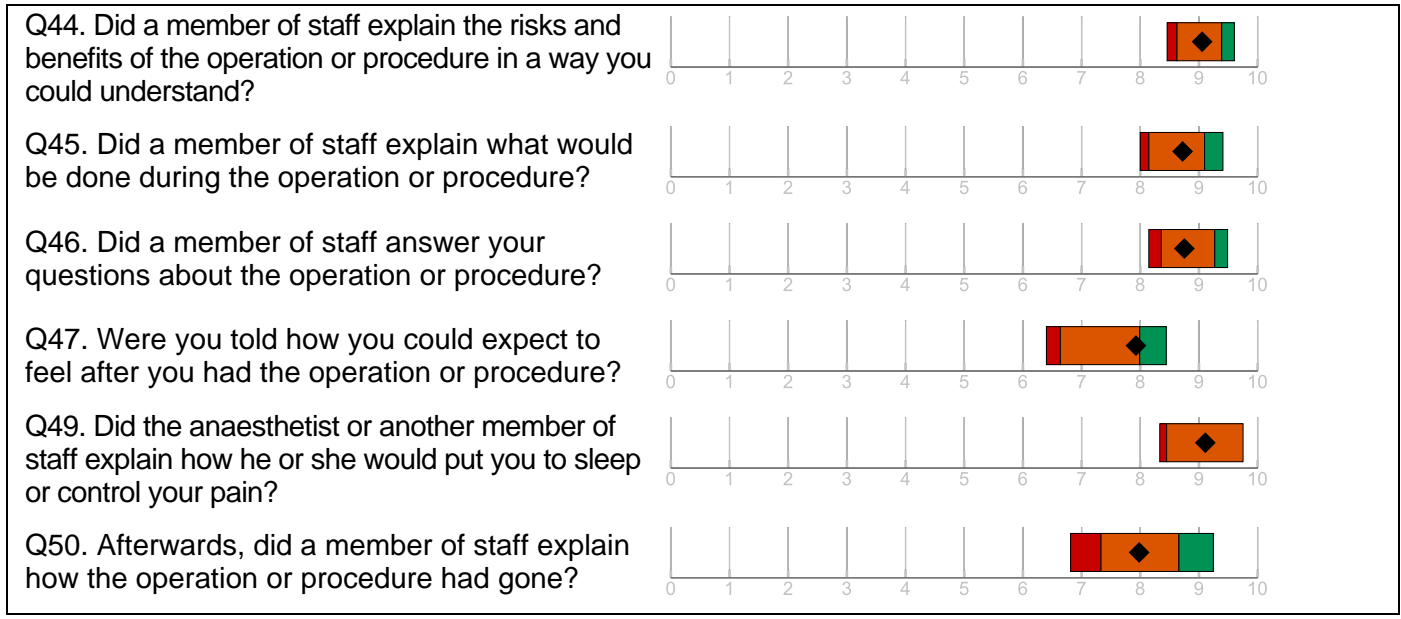 Q44. Did a member of staff explain the risks and
benefits of the operation or procedure in a way you
could understand?
0 1 2 3 4 5 6 7 8 9 10
Q45. Did a member of staff explain what would
be done during the operation or procedure?
0 1 2 3 4 5 6 7 8 9 10
Q46. Did a member of staff answer your
questions about the operation or procedure?
0 1 2 3 4 5 6 7 8 9 10
Q47. Were you told how you could expect to
feel after you had the operation or procedure?
0 1 2 3 4 5 6 7 8 9 10
Q49. Did the anaesthetist or another member of
staff explain how he or she would put you to sleep
or control your pain?
0 1 2 3 4 5 6 7 8 9 10
Q50. Afterwards, did a member of staff explain
how the operation or procedure had gone?
0 1 2 3 4 5 6 7 8 9 10